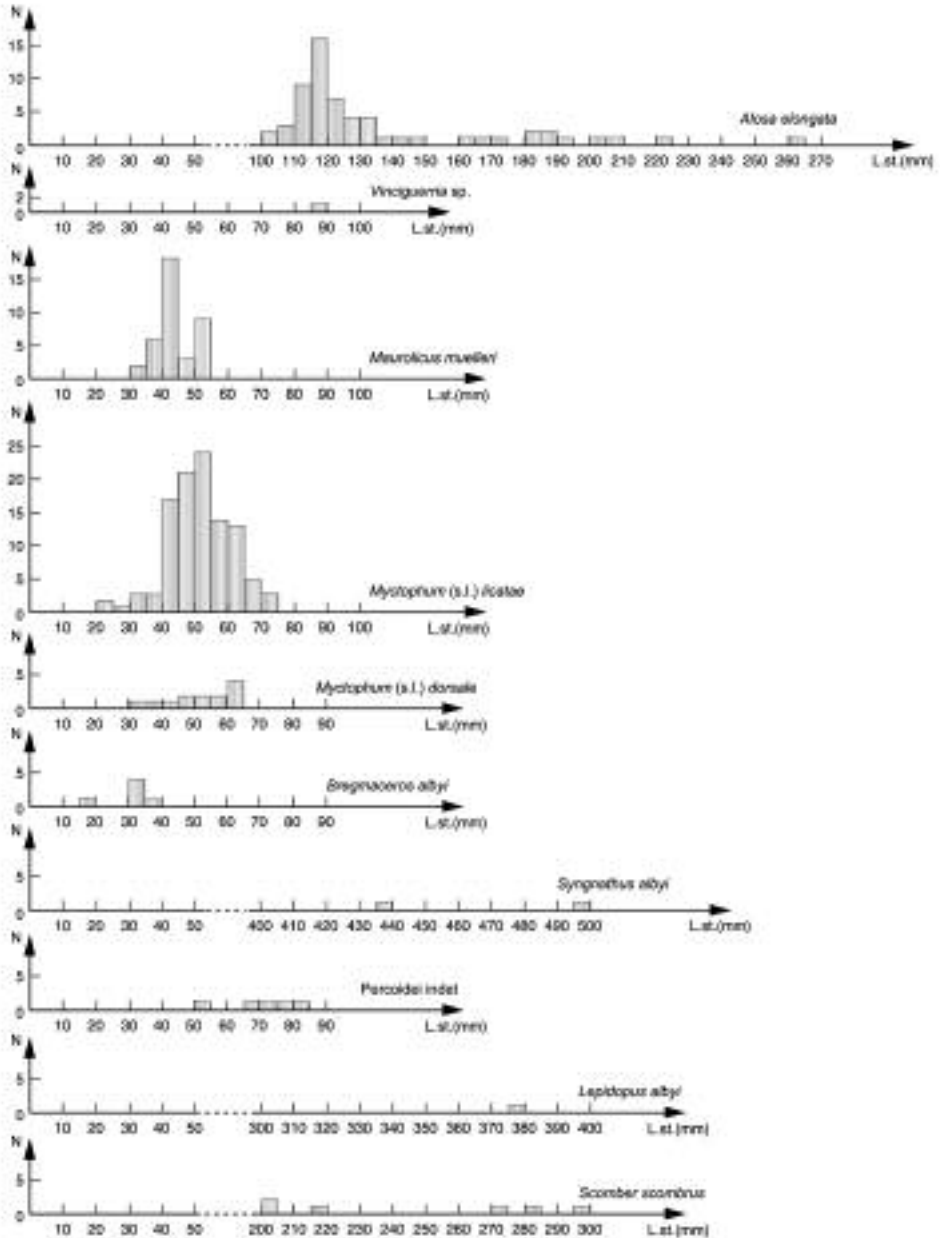 N
15
10
5
0
Alosa elongata
10 20 30 40 50 100 110 120 130 140 150 160 170 180 190 200 210 220 230 240 250 260 270 L.st.(mm)
N
2
0
Vinciguerria sp.
10 20 30 40 50 60 70 80 90 100 L.st.(mm)
N
15
10
5
0
Maurolicus muelleri
10 20 30 40 50 60 70 80 90 100 L.st.(mm)
N
25
20
15
10
5
0
Myctophum (s.l.) licatae
10 20 30 40 50 60 70 80 90 100 L.st.(mm)
N
5
0
Myctophum (s.l.) dorsale
10 20 30 40 50 60 70 80 90 L.st.(mm)
N
5
0
Bregmaceros albyi
10 20 30 40 50 60 70 80 90 L.st.(mm)
N
5
0
Syngnathus albyi
10 20 30 40 50 400 410 420 430 440 450 460 470 480 490 500 L.st.(mm)
N
5
0
Percoidei indet
10 20 30 40 50 60 70 80 90 L.st.(mm)
N
5
0
Lepidopus albyi
10 20 30 40 50 300 310 320 330 340 350 360 370 380 390 400 L.st.(mm)
N
5
0
Scomber scombrus
10 20 30 40 50 200 210 220 230 240 250 260 270 280 290 300 L.st.(mm)